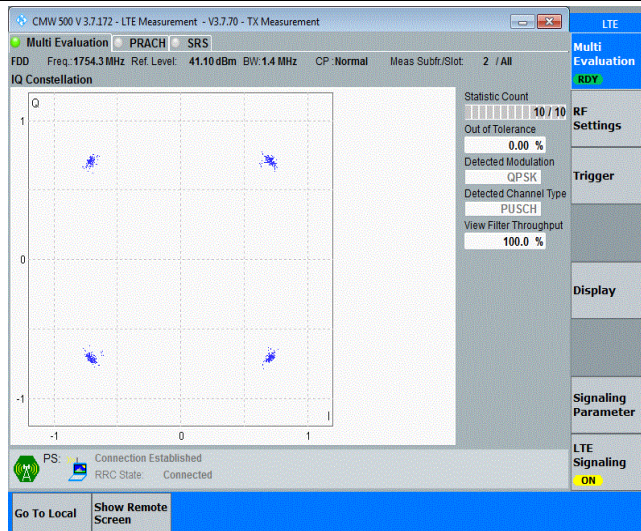 CMW 500 V 3.7.172 - LTE Measurement - V3.7.70 - TX Measurement
LTE
Multi Evaluation PRACH SRS
FDD Freq.:1754.3 MHz Ref. Level: 41.10 dBm BW:1.4 MHz CP :Normal Meas Subfr./Slot: 2 / All
IQ Constellation
Q
1
0
-1
I
-1 0 1
Statistic Count
10 / 10
Out of Tolerance
0.00 %
Detected Modulation
QPSK
Detected Channel Type
PUSCH
View Filter Throughput
100.0 %
PS: Connection Established
RRC State: Connected
Multi
Evaluation
RDY
RF
Settings
Trigger
Display
Signaling
Parameter
LTE
Signaling
ON
Go To Local
Show Remote
Screen